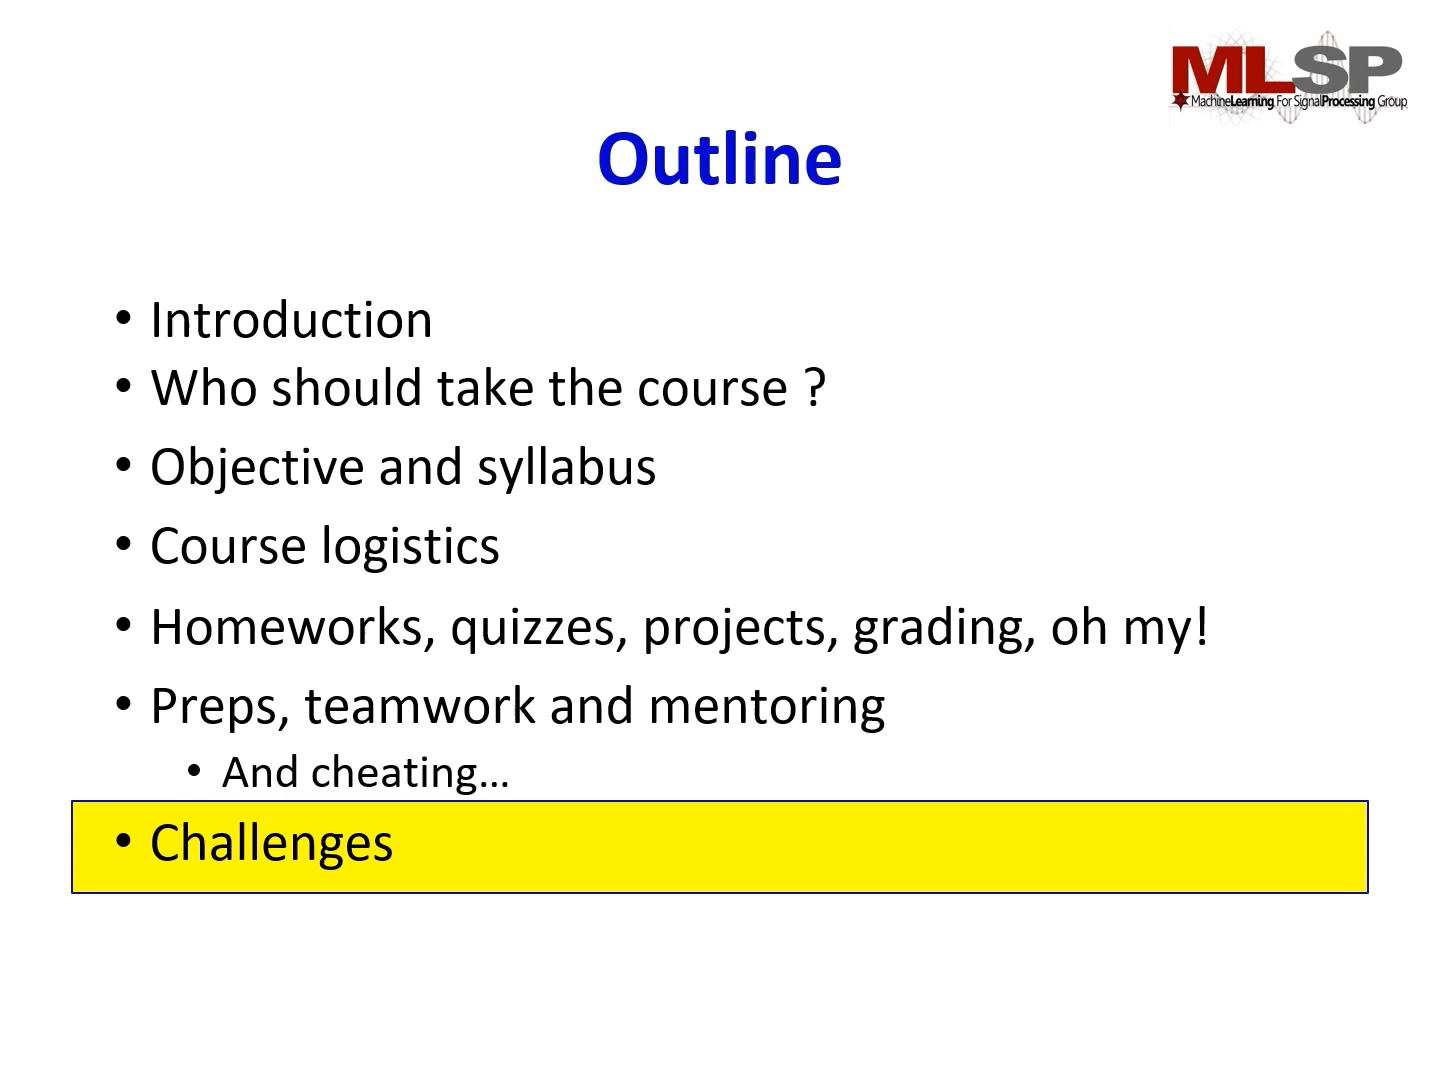 MLSP
MachineLearning For SignalProcessing Group
Outline
• Introduction
• Who should take the course ?
• Objective and syllabus
• Course logistics
• Homeworks, quizzes, projects, grading, oh my!
• Preps, teamwork and mentoring
• And cheating…
• Challenges